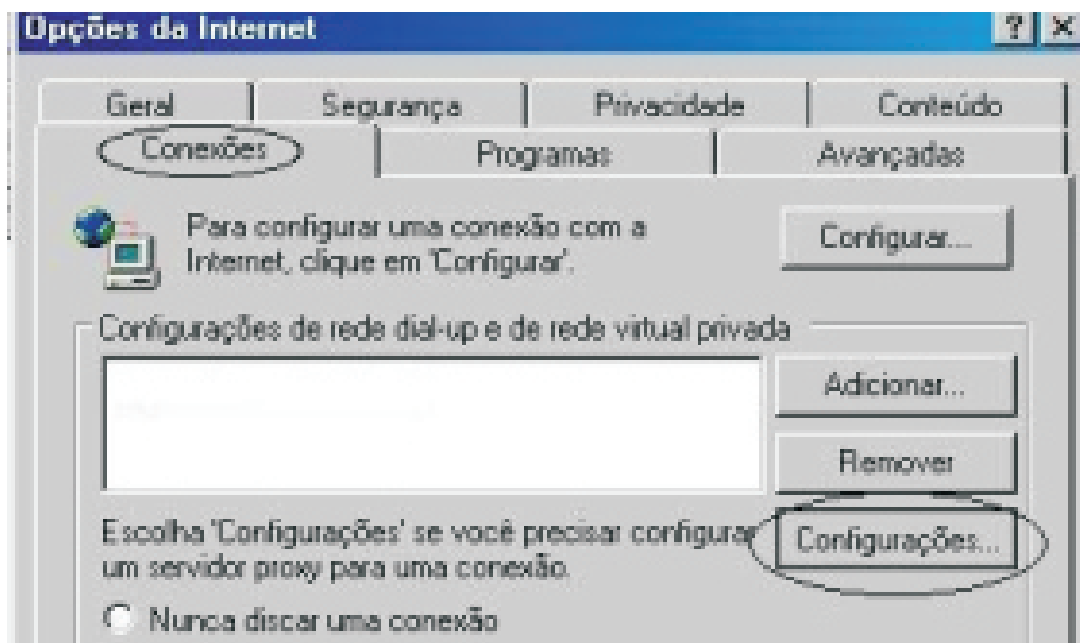 Opções da Internet
Geral Segurança Privacidade Conteúdo
Conexões Programas Avançadas
Para configurar uma conexão com a
Internet, clique em 'Configurar'.
Configurar...
Configurações de rede dial-up e de rede virtual privada
Adicionar...
Remover
Escolha 'Configurações' se você precisar configurar
um servidor proxy para uma conexão.
Configurações...
Nunca discar uma conexão